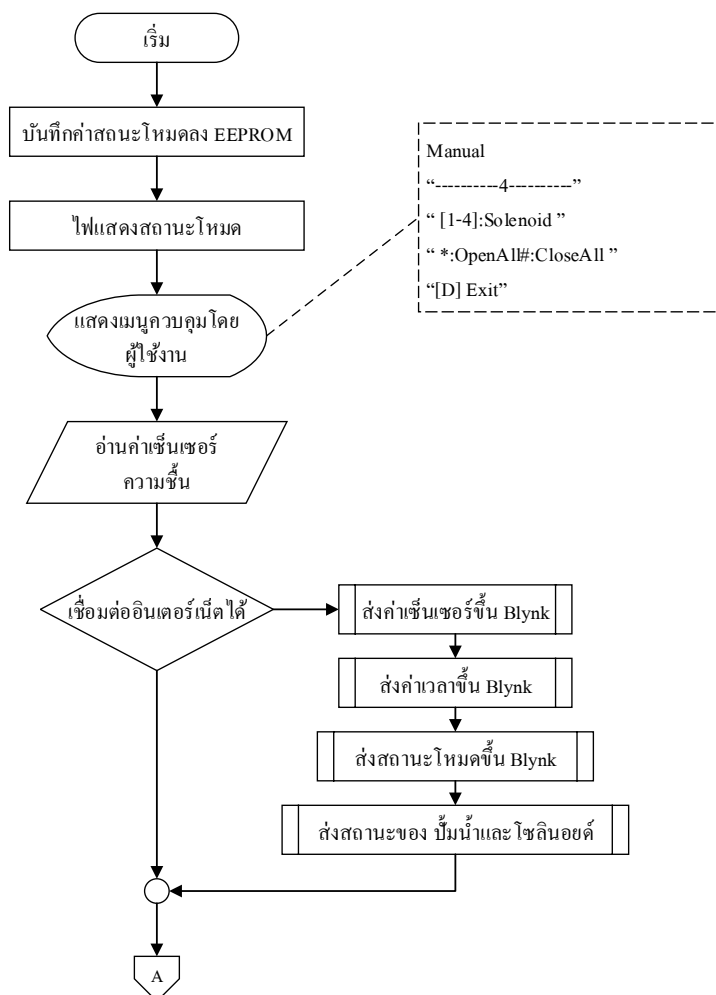 เริ่ม
บันทึกค่าสถนะโหมดลง EEPROM
ไฟแสดงสถานะโหมด
แสดงเมนูควบคุมโดย
ผู้ใช้งาน
Manual
“----------4----------”
“ [1-4]:Solenoid ”
“ *:OpenAll#:CloseAll ”
“[D] Exit”
อ่านค่าเซ็นเซอร์
ความชื้น
เชื่อมต่ออินเตอร์เน็ตได้
ส่งค่าเซ็นเซอร์ขึ้น Blynk
ส่งค่าเวลาขึ้น Blynk
ส่งสถานะโหมดขึ้น Blynk
ส่งสถานะของ ปั้มน้ำและโซลินอยด์
A